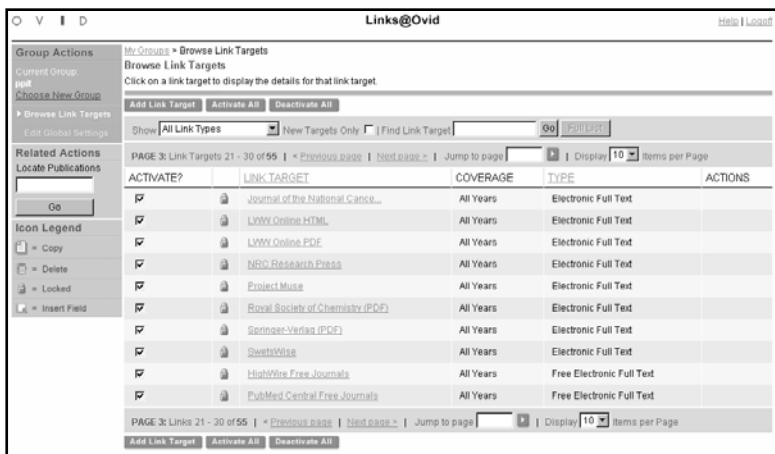 O V I D
Links@Ovid
Help | Logoff
Group Actions
Current Group:
ppit
Choose New Group
Browse Link Targets
Edit Global Settings
Related Actions
Locate Publications
Go
Icon Legend
= Copy
= Delete
= Locked
= Insert Field
My Groups > Browse Link Targets
Browse Link Targets
Click on a link target to display the details for that link target.
Add Link Target Activate All Deactivate All
Show All Link Types New Targets Only | Find Link Target Go Full List
PAGE 3: Link Targets 21 - 30 of 55 | < Previous page | Next page > | Jump to page | Display 10 Items per Page
ACTIVATE? LINK TARGET COVERAGE TYPE ACTIONS
Journal of the National Cance... All Years Electronic Full Text
LWW Online HTML All Years Electronic Full Text
LWW Online PDF All Years Electronic Full Text
NRC Research Press All Years Electronic Full Text
Project Muse All Years Electronic Full Text
Royal Society of Chemistry (PDF) All Years Electronic Full Text
Springer-Verlag (PDF) All Years Electronic Full Text
SwetsWise All Years Electronic Full Text
HighWire Free Journals All Years Free Electronic Full Text
PubMed Central Free Journals All Years Free Electronic Full Text
PAGE 3: Links 21 - 30 of 55 | < Previous page | Next page > | Jump to page | Display 10 Items per Page
Add Link Target Activate All Deactivate All